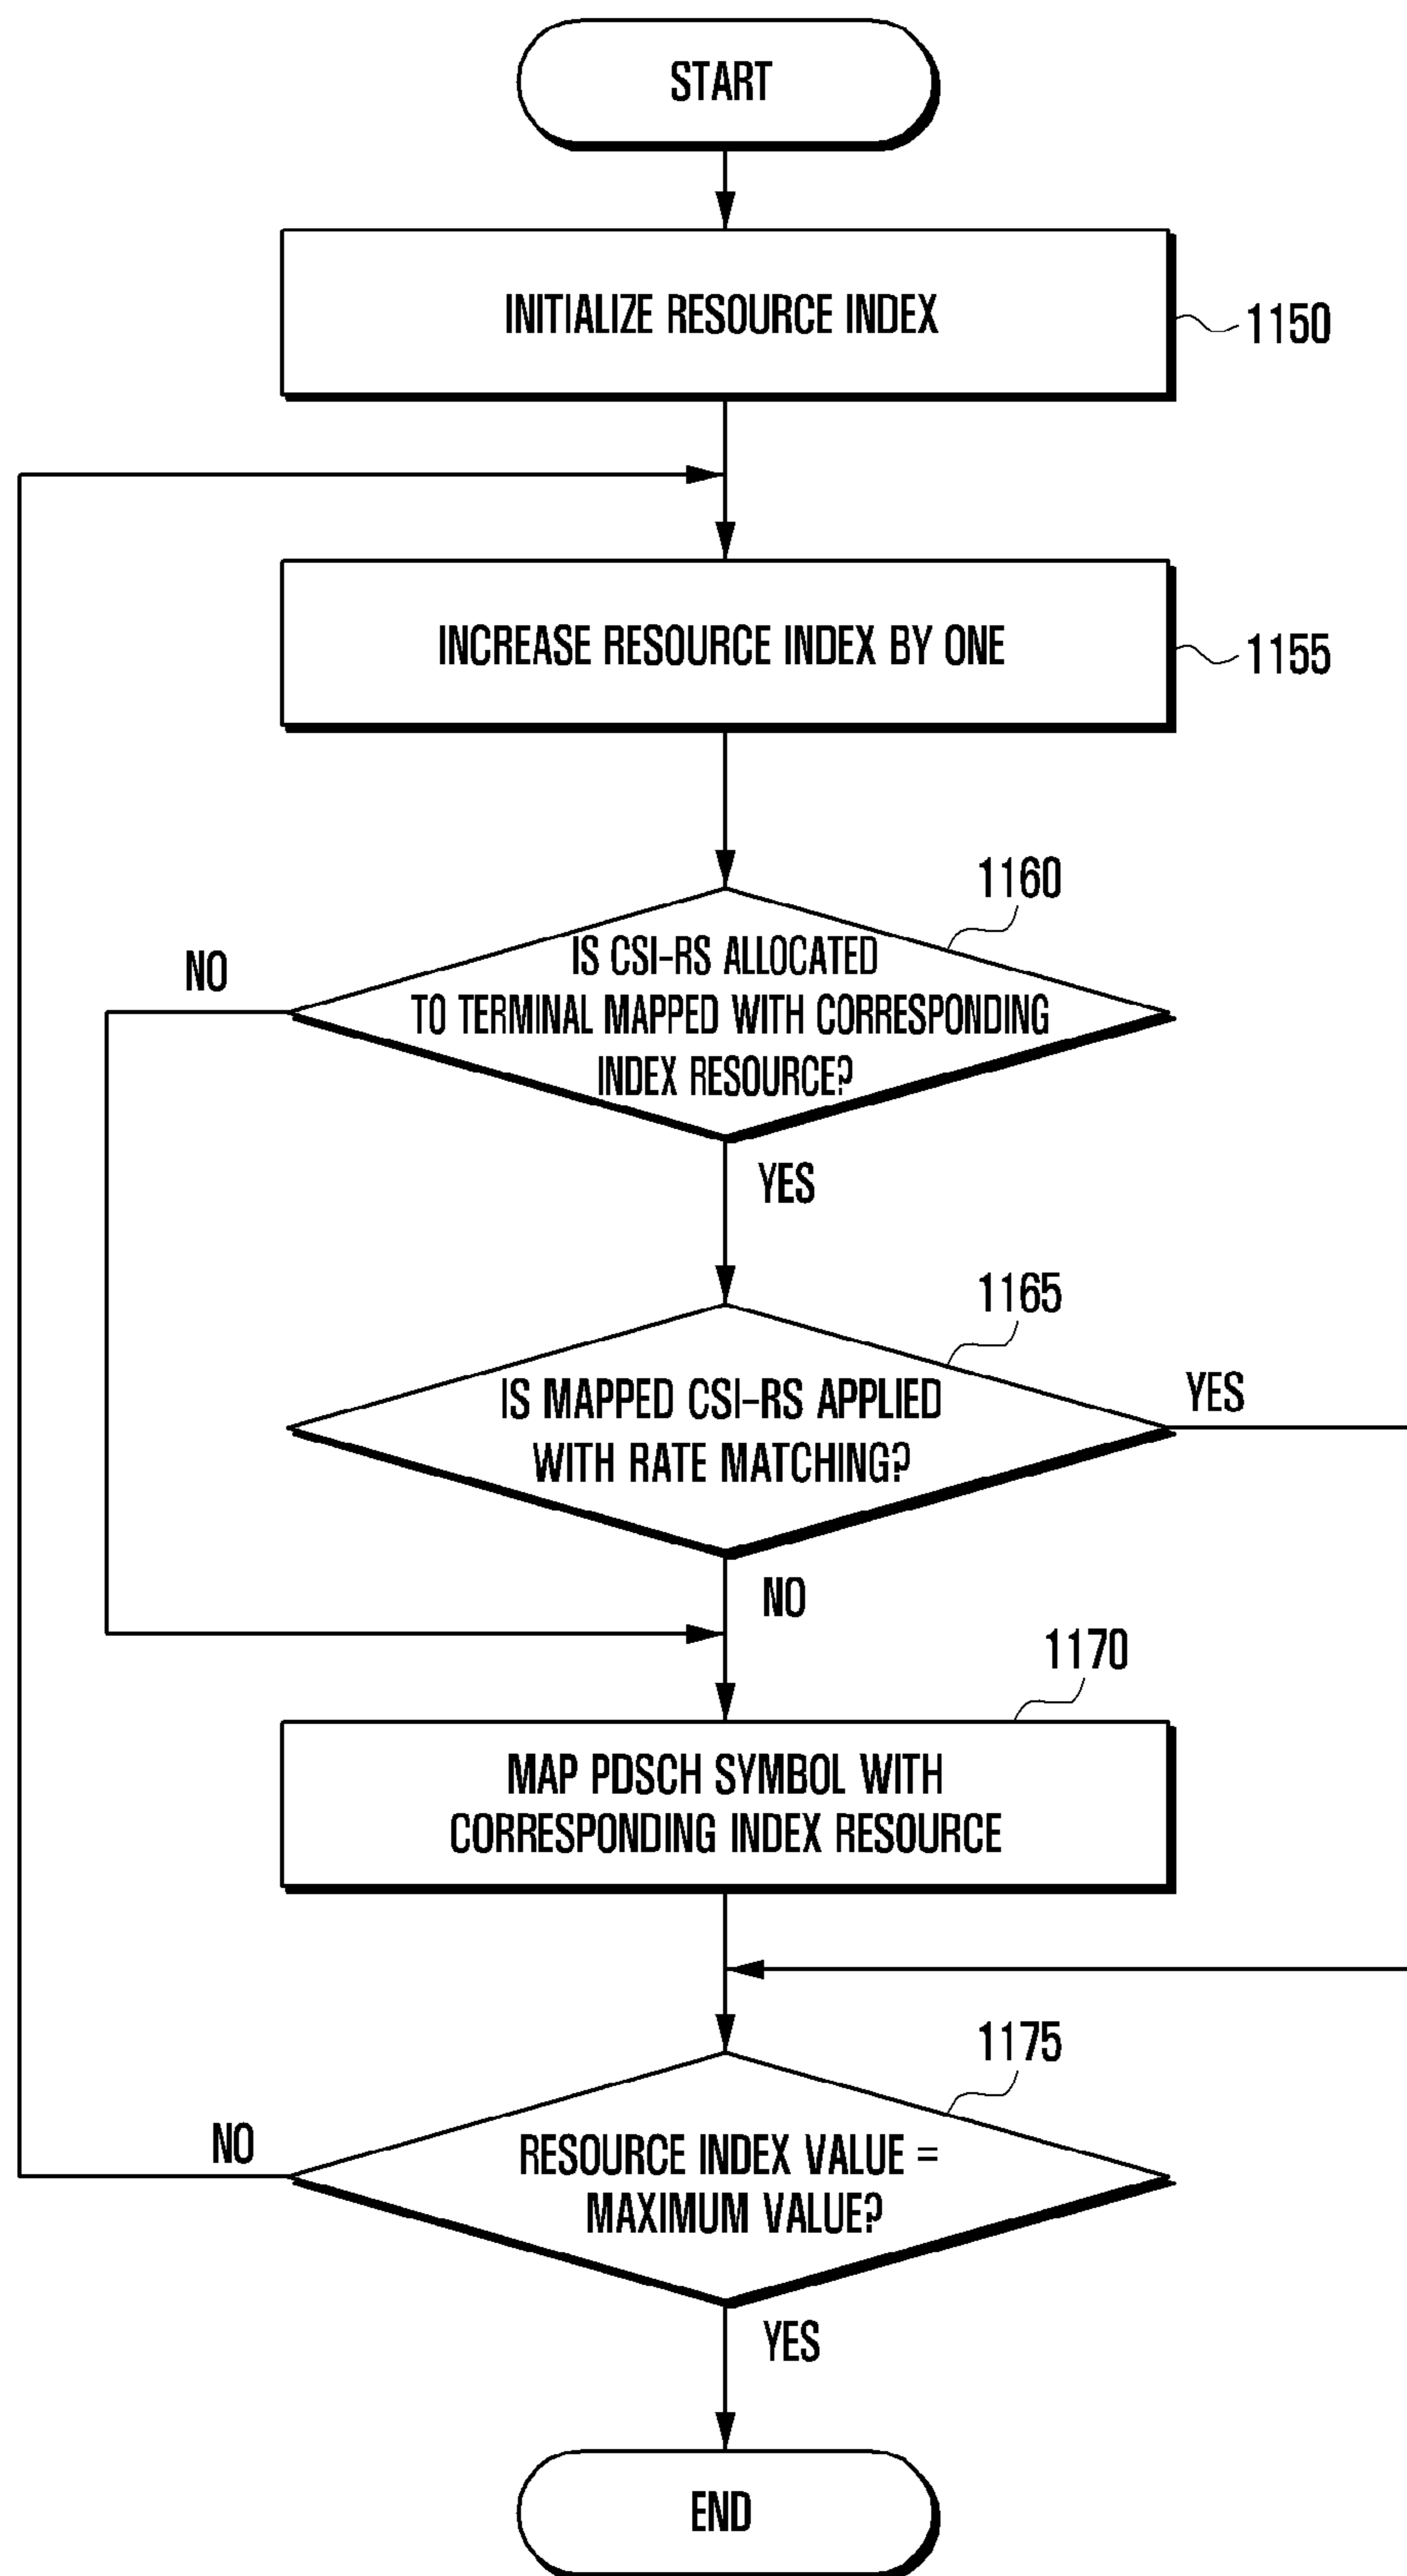 START
INITIALIZE RESOURCE INDEX
1150
INCREASE RESOURCE INDEX BY ONE
1155
1160
NO
IS CSI-RS ALLOCATED
TO TERMINAL MAPPED WITH CORRESPONDING
INDEX RESOURCE?
YES
1165
YES
IS MAPPED CSI-RS APPLIED
WITH RATE MATCHING?
NO
1170
MAP PDSCH SYMBOL WITH
CORRESPONDING INDEX RESOURCE
1175
NO
RESOURCE INDEX VALUE =
MAXIMUM VALUE?
YES
END